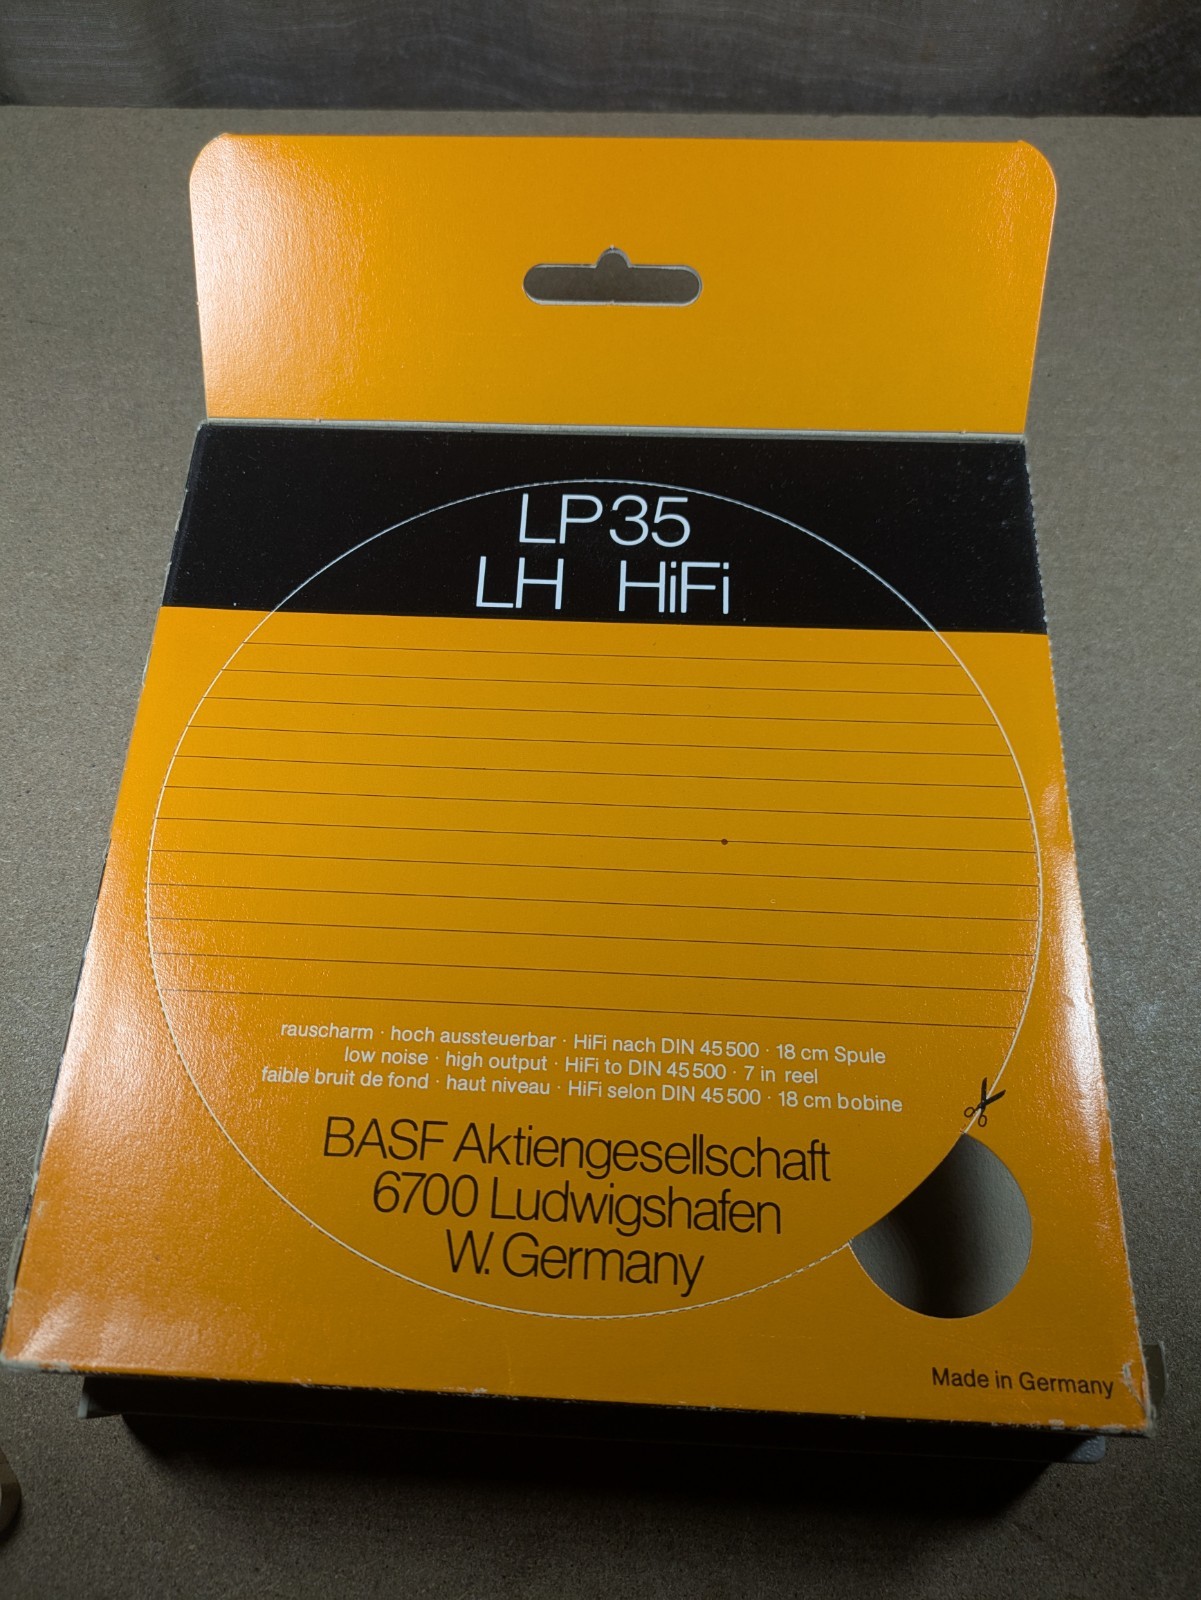 LP35
LH HiFi
rauscharm · hoch aussteuerbar · HiFi nach DIN 45 500 · 18 cm Spule
low noise · high output · HiFi to DIN 45 500 · 7 in reel
faible bruit de fond · haut niveau · HiFi selon DIN 45 500 · 18 cm bobine
BASF Aktiengesellschaft
6700 Ludwigshafen
W. Germany
Made in Germany